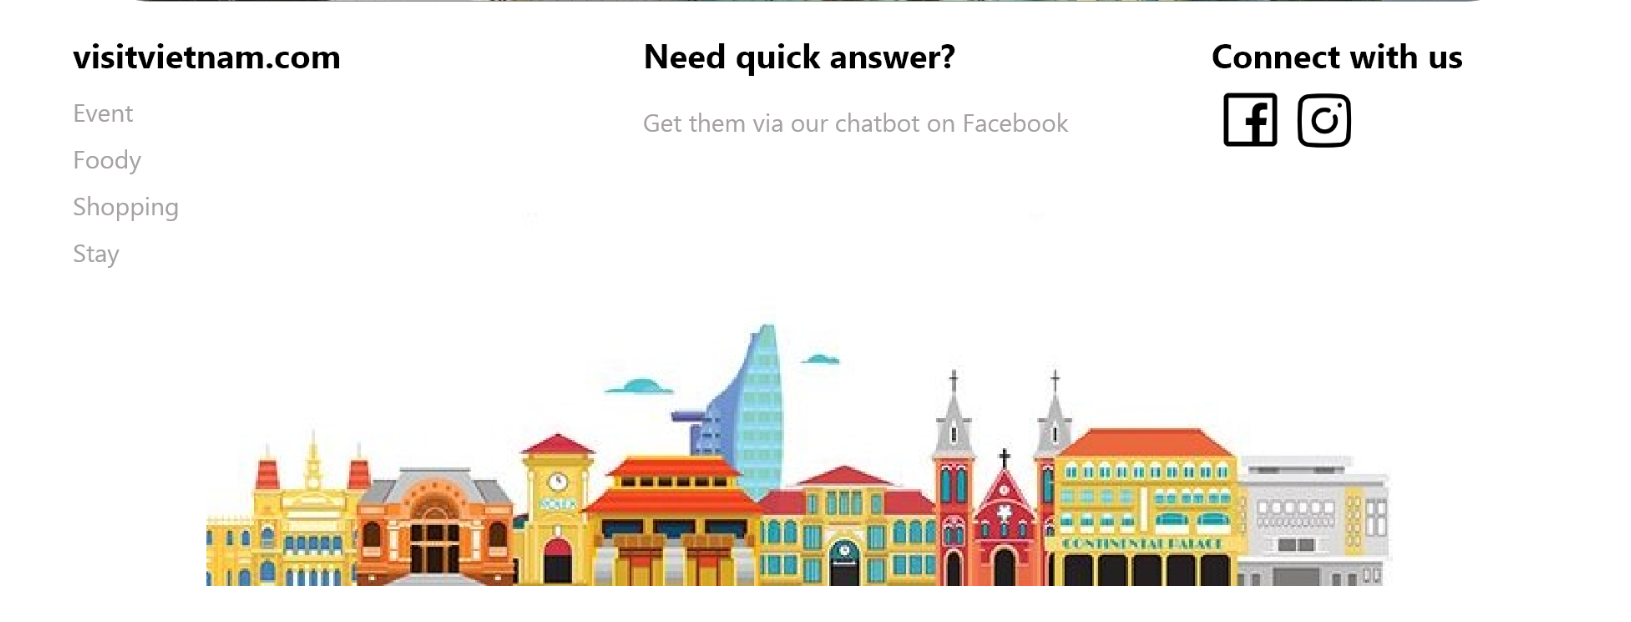 visitvietnam.com
Event
Foody
Shopping
Stay
Need quick answer?
Get them via our chatbot on Facebook
Connect with us
CONTINENTAL PALACE